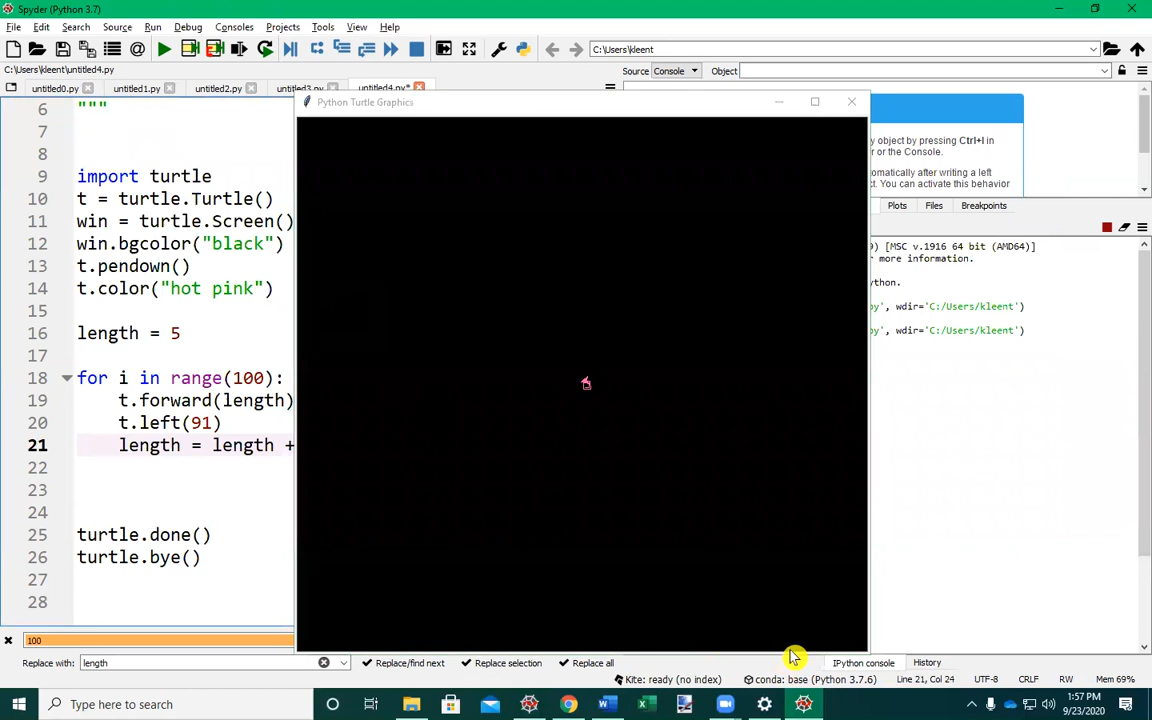 Spyder (Python 3.7)
File Edit Search Source Run Debug Consoles Projects Tools View Help
C:\Users\kleent
C:\Users\kleent\untitled4.py
Source Console Object
untitled0.py untitled1.py untitled2.py untitled3.py untitled4.py*
Python Turtle Graphics
6 """
7
8
9 import turtle
10 t = turtle.Turtle()
11 win = turtle.Screen()
12 win.bgcolor("black")
13 t.pendown()
14 t.color("hot pink")
15
16 length = 5
17
18 for i in range(100):
19 t.forward(length)
20 t.left(91)
21 length = length +
22
23
24
25 turtle.done()
26 turtle.bye()
27
28
y object by pressing Ctrl+I in
r or the Console.
omatically after writing a left
ct. You can activate this behavior
Plots Files Breakpoints
9) [MSC v.1916 64 bit (AMD64)]
or more information.
ython.
py', wdir='C:/Users/kleent')
py', wdir='C:/Users/kleent')
100
Replace with: length Replace/find next Replace selection Replace all
IPython console History
Kite: ready (no index) conda: base (Python 3.7.6) Line 21, Col 24 UTF-8 CRLF RW Mem 69%
Type here to search
1:57 PM
9/23/2020